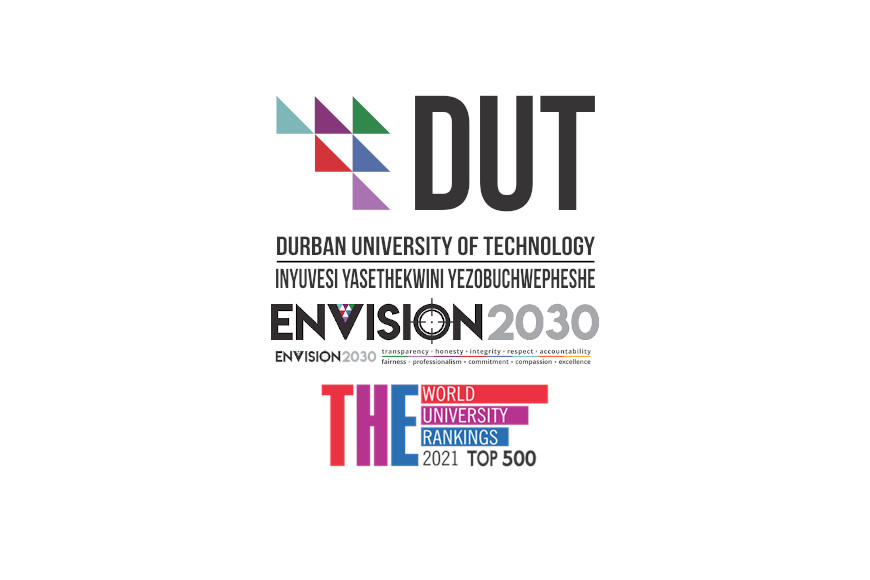 DUT
DURBAN UNIVERSITY OF TECHNOLOGY
INYUVESI YASETHEKWINI YEZOBUCHWEPHESHE
ENVISION2030
ENVISION2030
transparency • honesty • integrity • respect • accountability
fairness • professionalism • commitment • compassion • excellence
THE
WORLD
UNIVERSITY
RANKINGS
2021 TOP 500